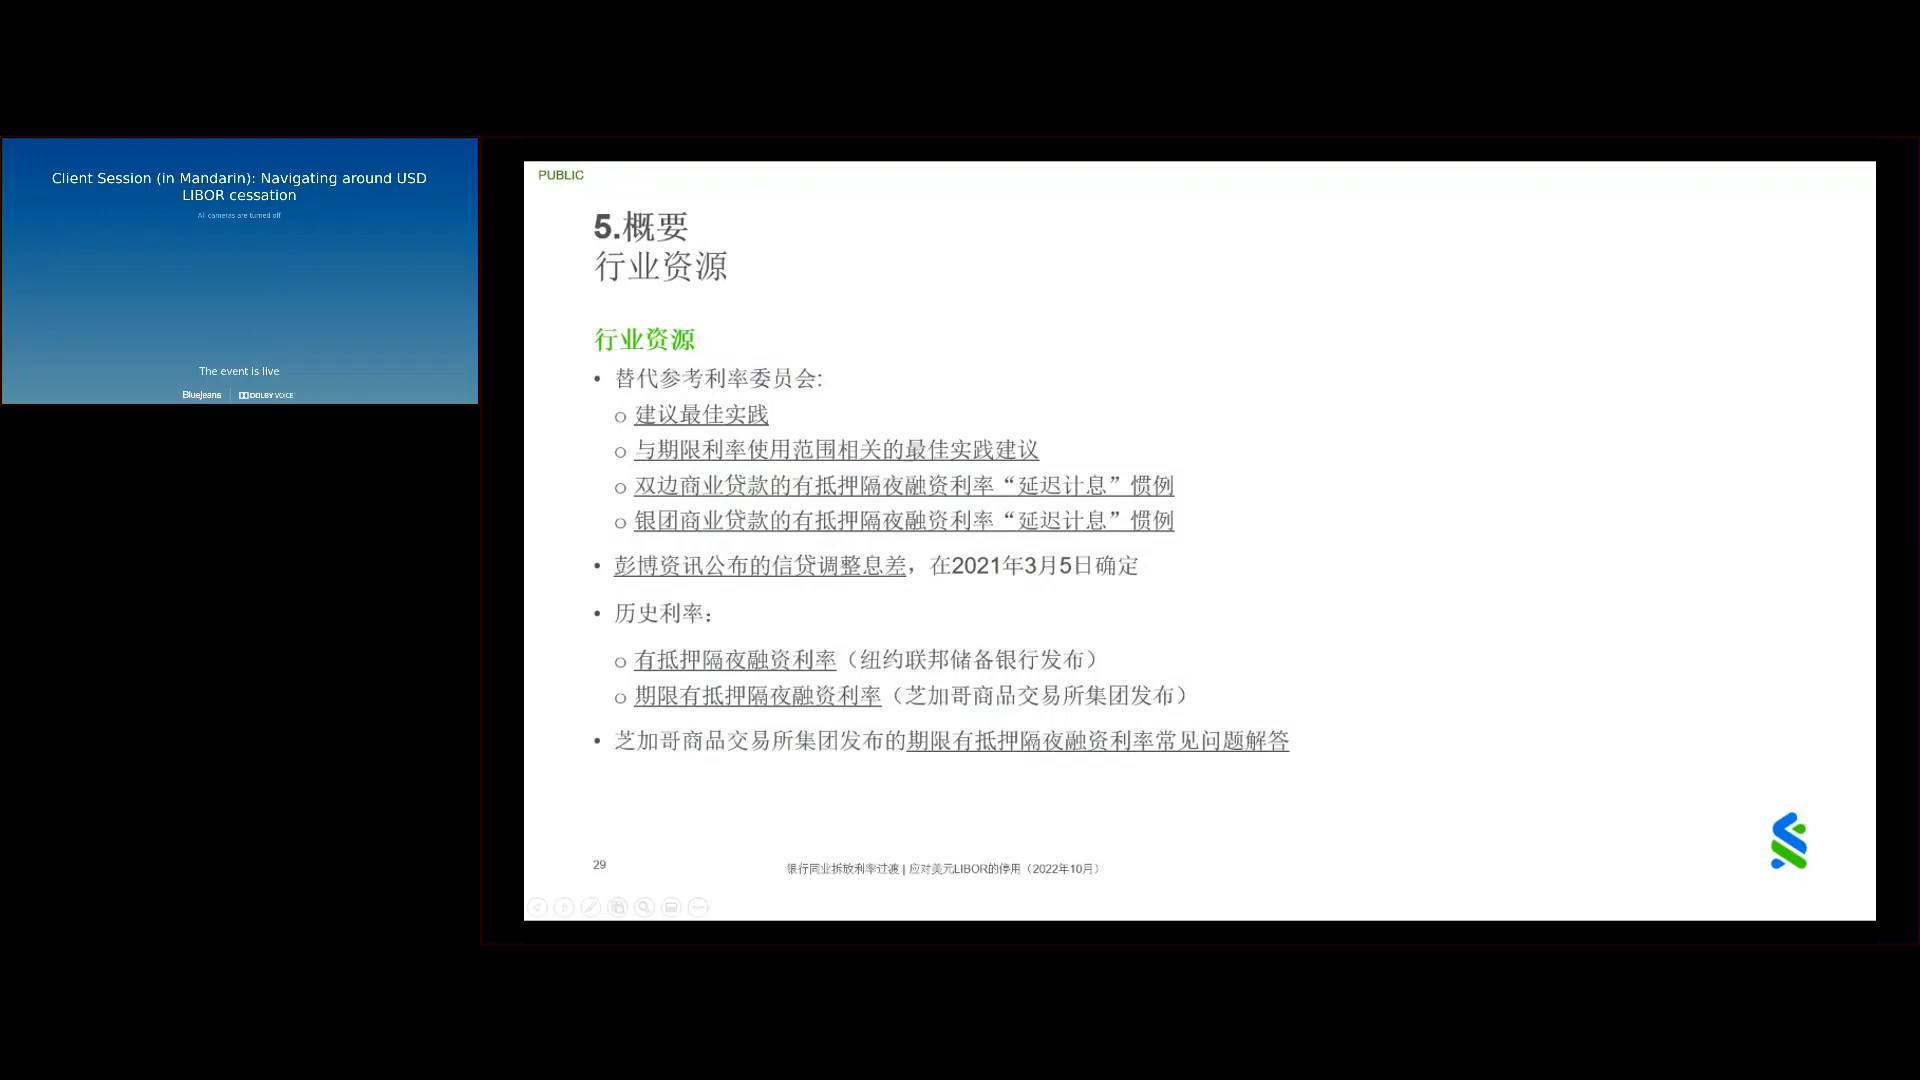 Client Session (in Mandarin): Navigating around USD
LIBOR cessation
All cameras are turned off
The event is live
BlueJeans
DOLBY VOICE
PUBLIC
5.概要
行业资源
行业资源
• 替代参考利率委员会:
o 建议最佳实践
o 与期限利率使用范围相关的最佳实践建议
o 双边商业贷款的有抵押隔夜融资利率“延迟计息”惯例
o 银团商业贷款的有抵押隔夜融资利率“延迟计息”惯例
• 彭博资讯公布的信贷调整息差，在2021年3月5日确定
• 历史利率：
o 有抵押隔夜融资利率（纽约联邦储备银行发布）
o 期限有抵押隔夜融资利率（芝加哥商品交易所集团发布）
• 芝加哥商品交易所集团发布的期限有抵押隔夜融资利率常见问题解答
29
银行同业拆放利率过渡 | 应对美元LIBOR的停用（2022年10月）